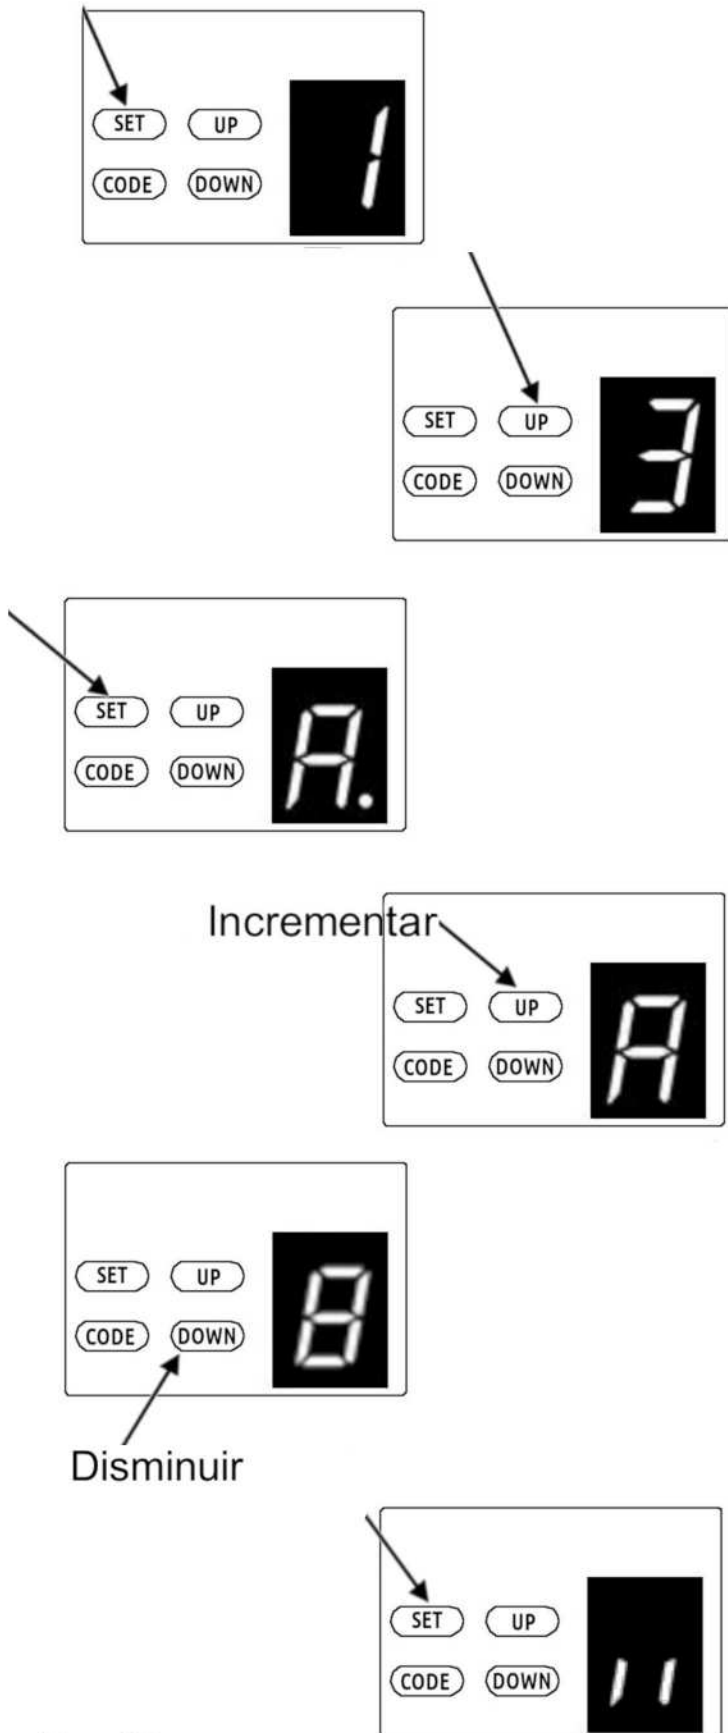 SET UP
CODE DOWN
1
SET UP
CODE DOWN
3
SET UP
CODE DOWN
A.
Incrementar
SET UP
CODE DOWN
A
SET UP
CODE DOWN
8
Disminuir
SET UP
CODE DOWN